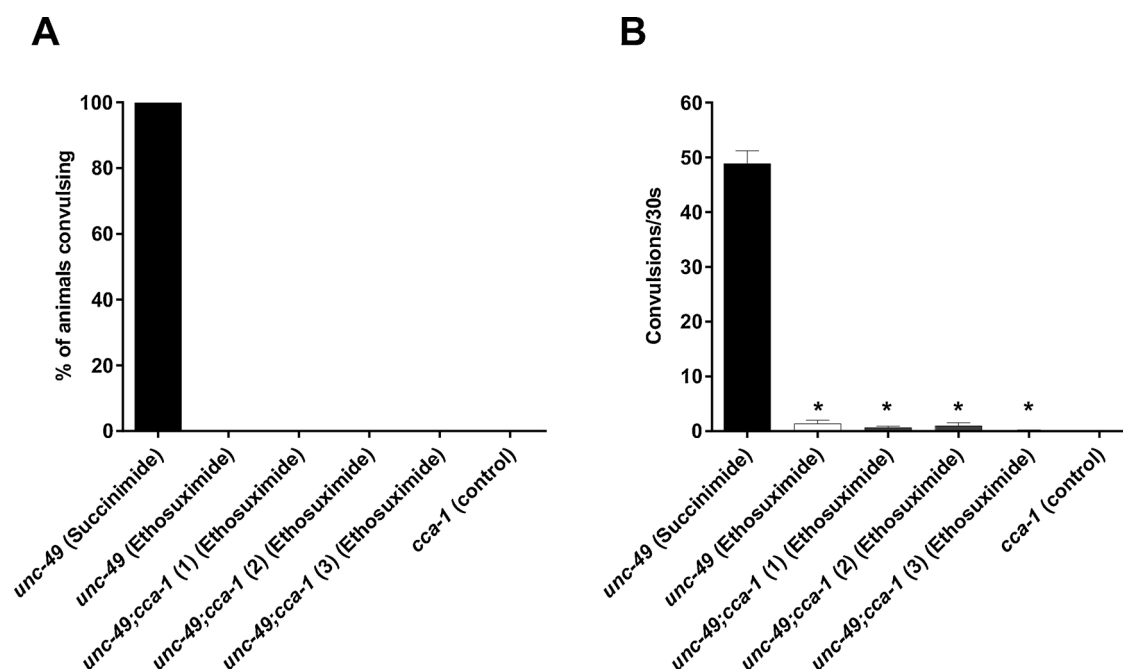 A
% of animals convulsing
100
80
60
40
20
0
unc-49 (Succinimide)
unc-49 (Ethosuximide)
unc-49;cca-1 (1) (Ethosuximide)
unc-49;cca-1 (2) (Ethosuximide)
unc-49;cca-1 (3) (Ethosuximide)
cca-1 (control)
B
Convulsions/30s
60
50
40
30
20
10
0
* * * *
unc-49 (Succinimide)
unc-49 (Ethosuximide)
unc-49;cca-1 (1) (Ethosuximide)
unc-49;cca-1 (2) (Ethosuximide)
unc-49;cca-1 (3) (Ethosuximide)
cca-1 (control)